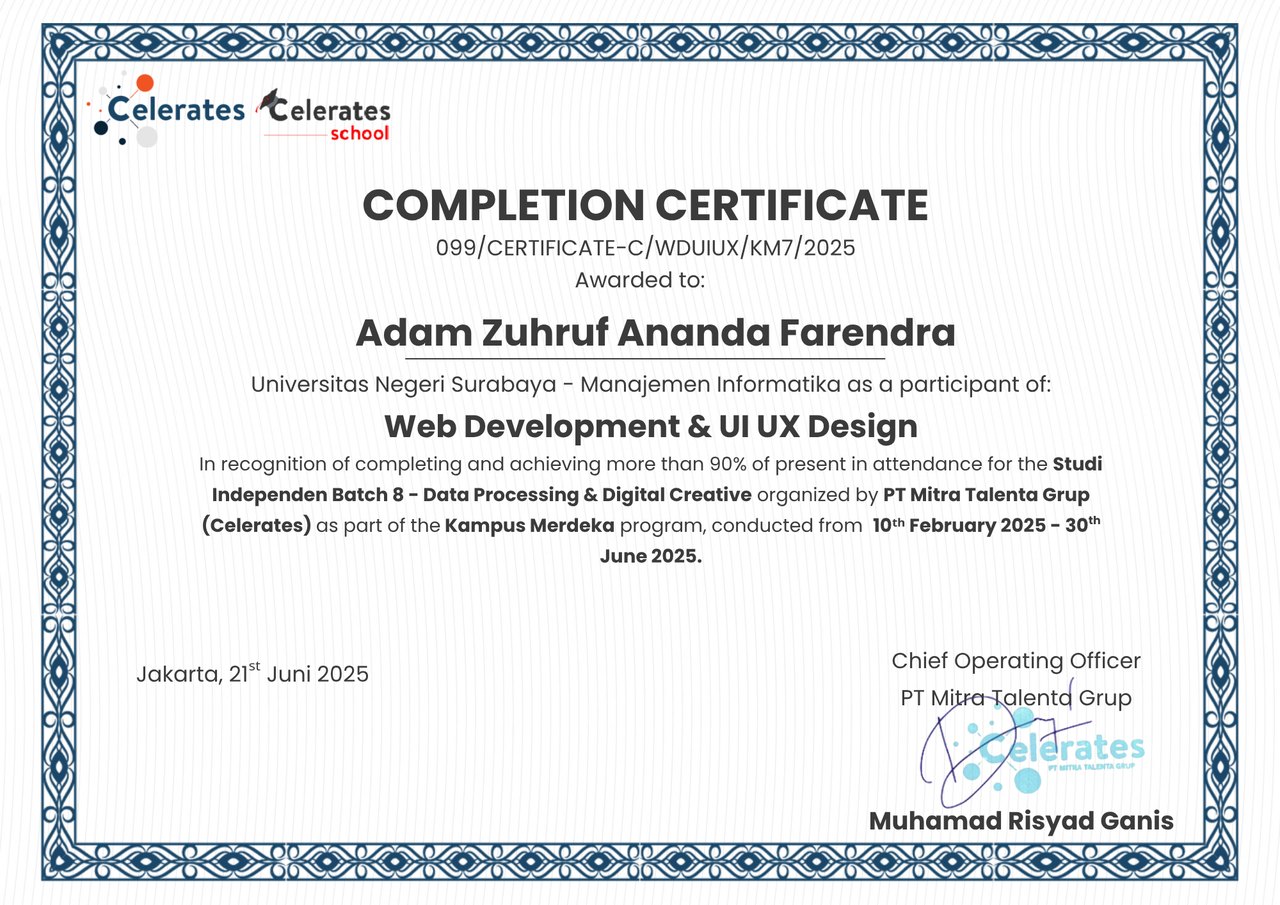 Celerates
Celerates
school
COMPLETION CERTIFICATE
099/CERTIFICATE-C/WDUIUX/KM7/2025
Awarded to:
Adam Zuhruf Ananda Farendra
Universitas Negeri Surabaya - Manajemen Informatika as a participant of:
Web Development & UI UX Design
In recognition of completing and achieving more than 90% of present in attendance for the Studi
Independen Batch 8 - Data Processing & Digital Creative organized by PT Mitra Talenta Grup
(Celerates) as part of the Kampus Merdeka program, conducted from 10th February 2025 - 30th
June 2025.
Jakarta, 21st Juni 2025
Chief Operating Officer
PT Mitra Talenta Grup
Celerates
PT MITRA TALENTA GRUP
Muhamad Risyad Ganis